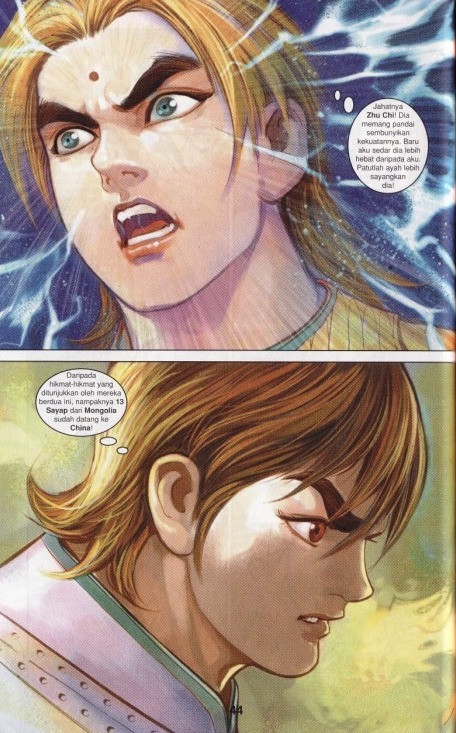 Jahatnya
Zhu Chi! Dia
memang pandai
sembunyikan
kekuatannya. Baru
aku sedar dia lebih
hebat daripada aku.
Patutlah ayah lebih
sayangkan
dia!
Daripada
hikmat-hikmat yang
ditunjukkan oleh mereka
berdua ini, nampaknya 13
Sayap dari Mongolia
sudah datang ke
China!
44